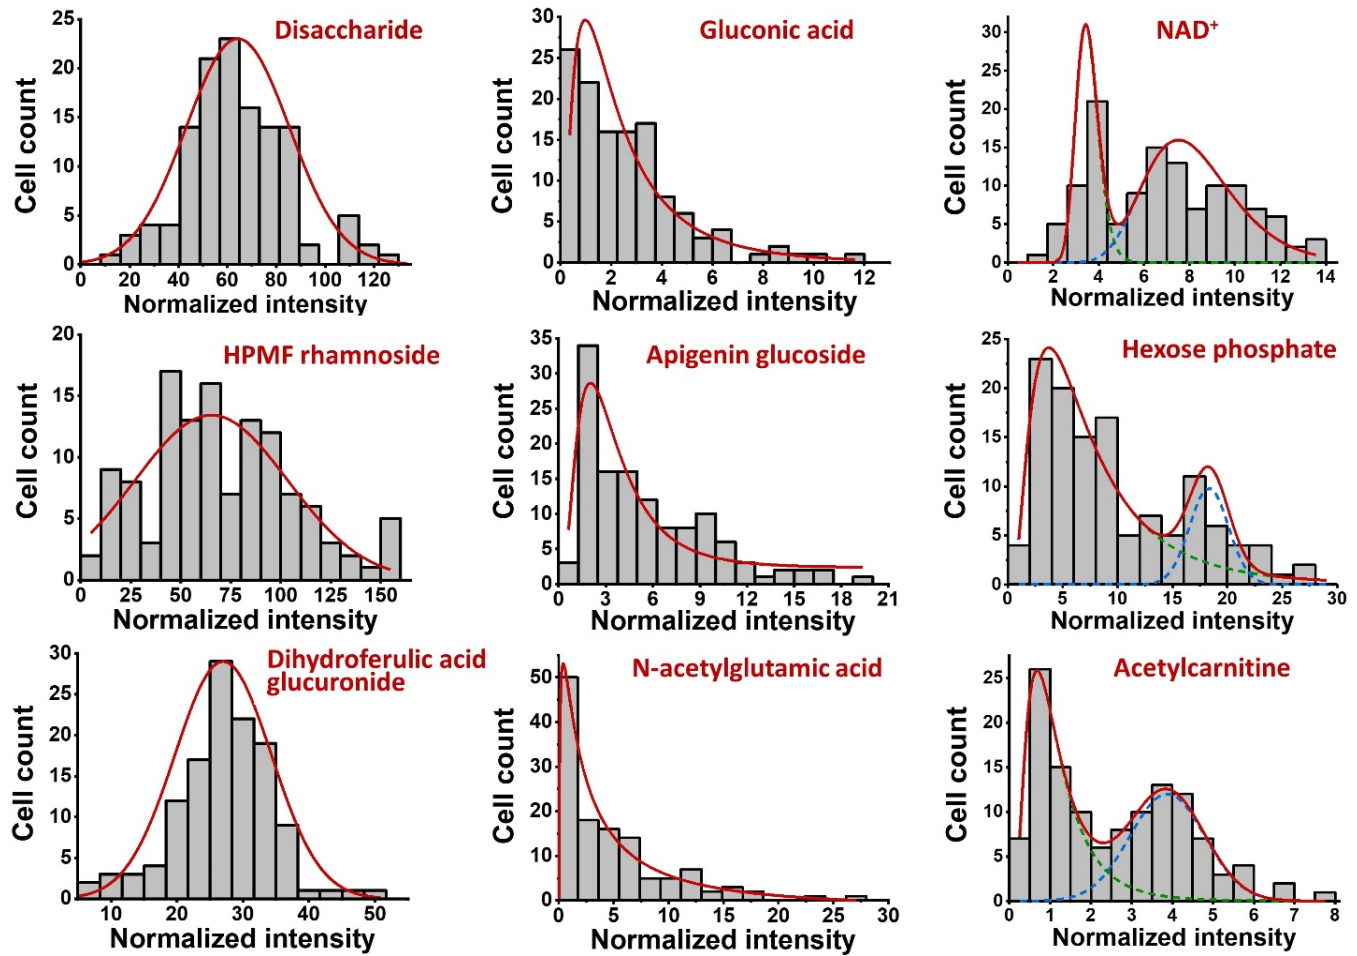 Disaccharide
Cell count
25
20
15
10
5
0
0 20 40 60 80 100 120
Normalized intensity
Gluconic acid
Cell count
30
25
20
15
10
5
0
0 2 4 6 8 10 12
Normalized intensity
NAD⁺
Cell count
30
25
20
15
10
5
0
0 2 4 6 8 10 12 14
Normalized intensity
HPMF rhamnoside
Cell count
20
15
10
5
0
0 25 50 75 100 125 150
Normalized intensity
Apigenin glucoside
Cell count
35
30
25
20
15
10
5
0
0 3 6 9 12 15 18 21
Normalized intensity
Hexose phosphate
Cell count
25
20
15
10
5
0
0 5 10 15 20 25 30
Normalized intensity
Dihydroferulic acid
glucuronide
Cell count
30
25
20
15
10
5
0
10 20 30 40 50
Normalized intensity
N-acetylglutamic acid
Cell count
50
40
30
20
10
0
0 5 10 15 20 25 30
Normalized intensity
Acetylcarnitine
Cell count
25
20
15
10
5
0
0 1 2 3 4 5 6 7 8
Normalized intensity